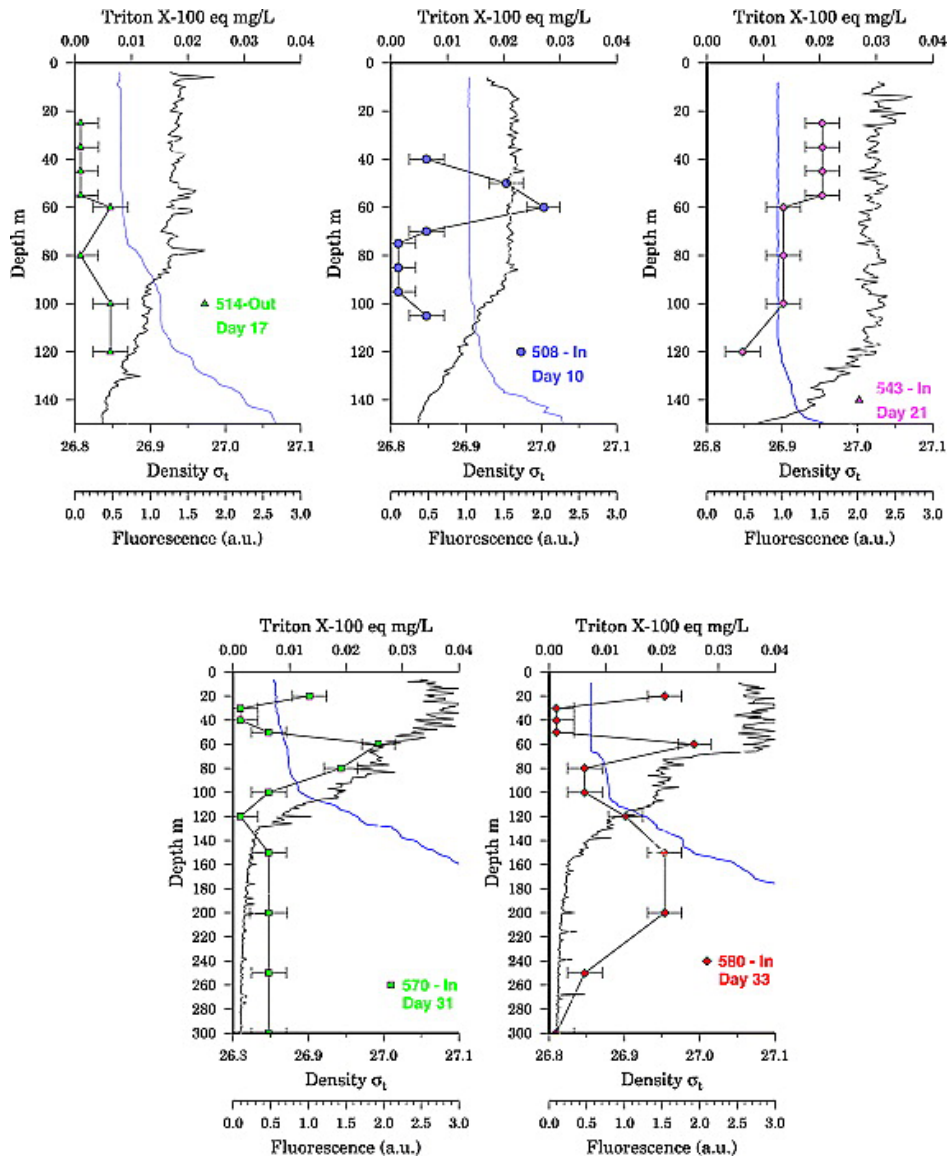 Triton X-100 eq mg/L Triton X-100 eq mg/L Triton X-100 eq mg/L
0.00 0.01 0.02 0.03 0.04 0.00 0.01 0.02 0.03 0.04 0.00 0.01 0.02 0.03 0.04
Depth m
0
20
40
60
80
100
120
140
514-Out
Day 17
26.8 26.9 27.0 27.1
Density σt
0.0 0.5 1.0 1.5 2.0 2.5 3.0
Fluorescence (a.u.)
Depth m
0
20
40
60
80
100
120
140
508 - In
Day 10
26.8 26.9 27.0 27.1
Density σt
0.0 0.5 1.0 1.5 2.0 2.5 3.0
Fluorescence (a.u.)
Depth m
0
20
40
60
80
100
120
140
543 - In
Day 21
26.8 26.9 27.0 27.1
Density σt
0.0 0.5 1.0 1.5 2.0 2.5 3.0
Fluorescence (a.u.)
Triton X-100 eq mg/L Triton X-100 eq mg/L
0.00 0.01 0.02 0.03 0.04 0.00 0.01 0.02 0.03 0.04
Depth m
0
20
40
60
80
100
120
140
160
180
200
220
240
260
280
300
570 - In
Day 31
26.8 26.9 27.0 27.1
Density σt
0.0 0.5 1.0 1.5 2.0 2.5 3.0
Fluorescence (a.u.)
Depth m
0
20
40
60
80
100
120
140
160
180
200
220
240
260
280
300
580 - In
Day 33
26.8 26.9 27.0 27.1
Density σt
0.0 0.5 1.0 1.5 2.0 2.5 3.0
Fluorescence (a.u.)